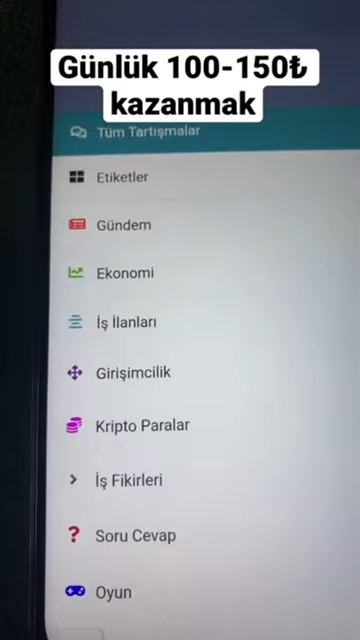 Günlük 100-150₺
kazanmak
Tüm Tartışmalar
Etiketler
Gündem
Ekonomi
İş İlanları
Girişimcilik
Kripto Paralar
İş Fikirleri
Soru Cevap
Oyun